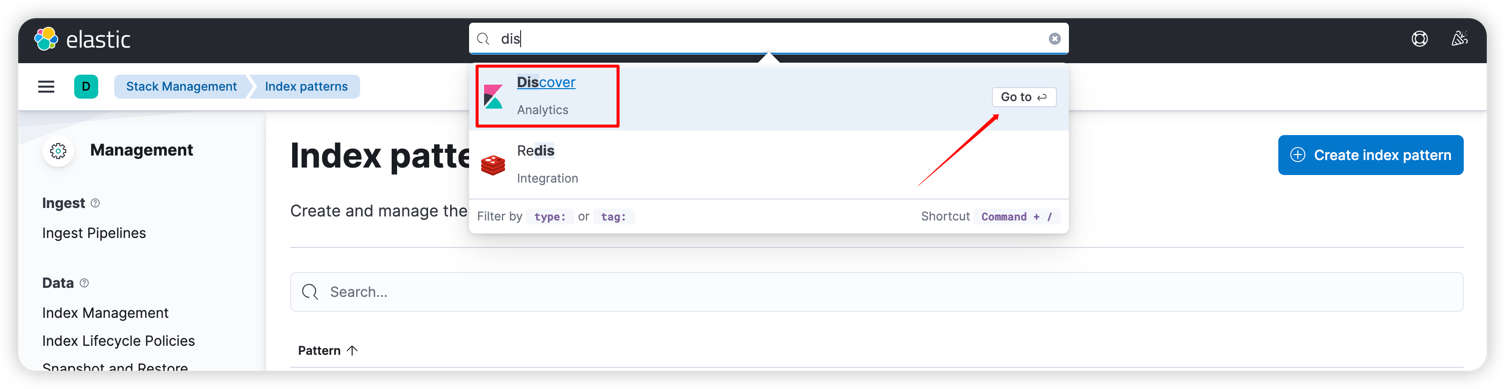 elastic
dis
D
Stack Management
Index patterns
Discover
Analytics
Go to
Redis
Integration
Filter by type: or tag:
Shortcut Command + /
Management
Ingest
Ingest Pipelines
Data
Index Management
Index Lifecycle Policies
Snapshot and Restore
Index patte
Create index pattern
Create and manage the
Search...
Pattern